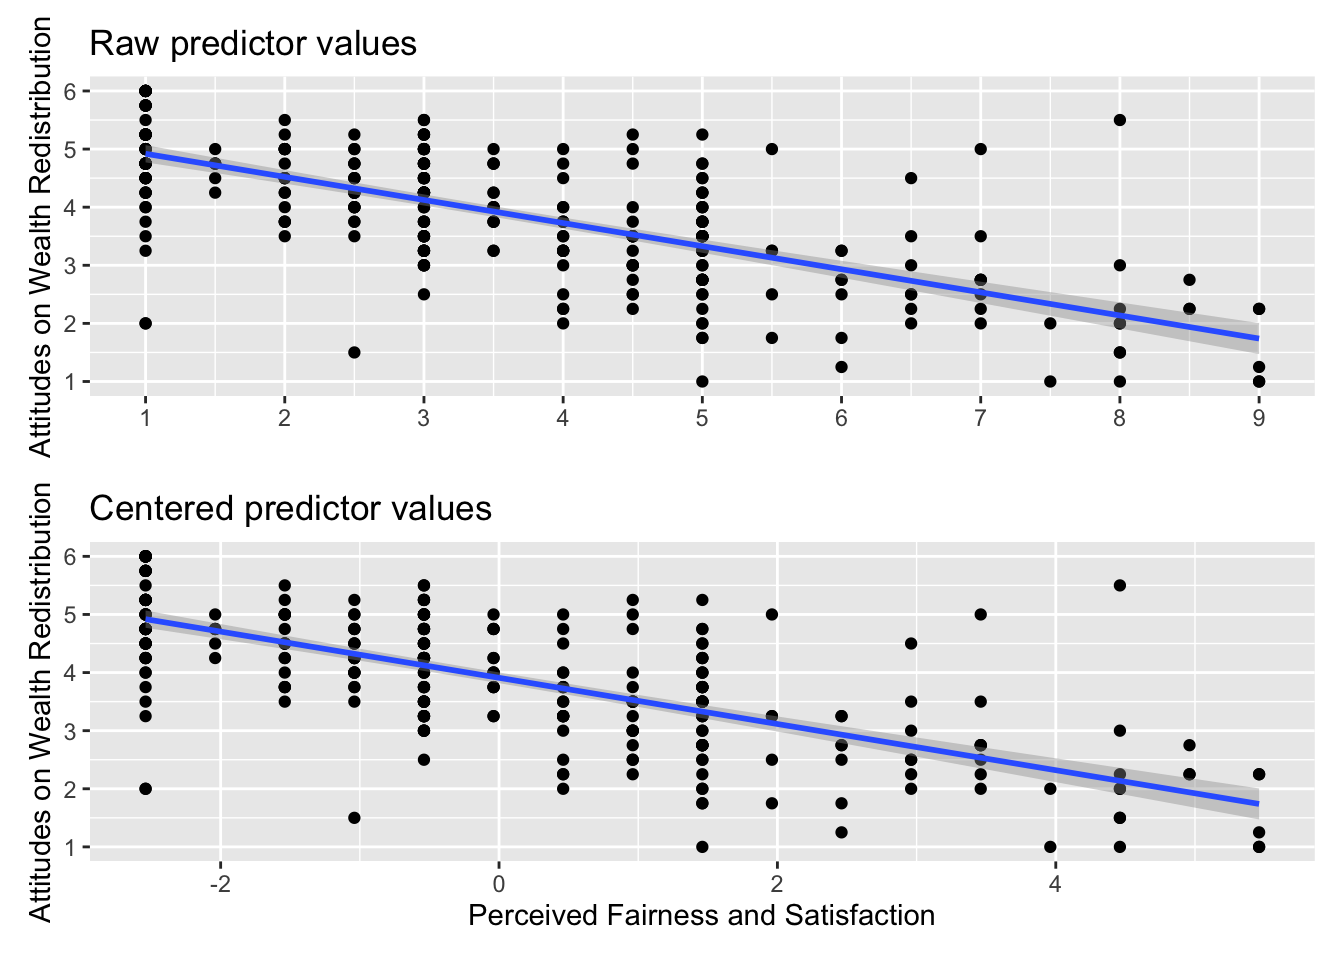 Raw predictor values
Attitudes on Wealth Redistribution
6
5
4
3
2
1
1 2 3 4 5 6 7 8 9
Centered predictor values
Attitudes on Wealth Redistribution
6
5
4
3
2
1
-2 0 2 4
Perceived Fairness and Satisfaction